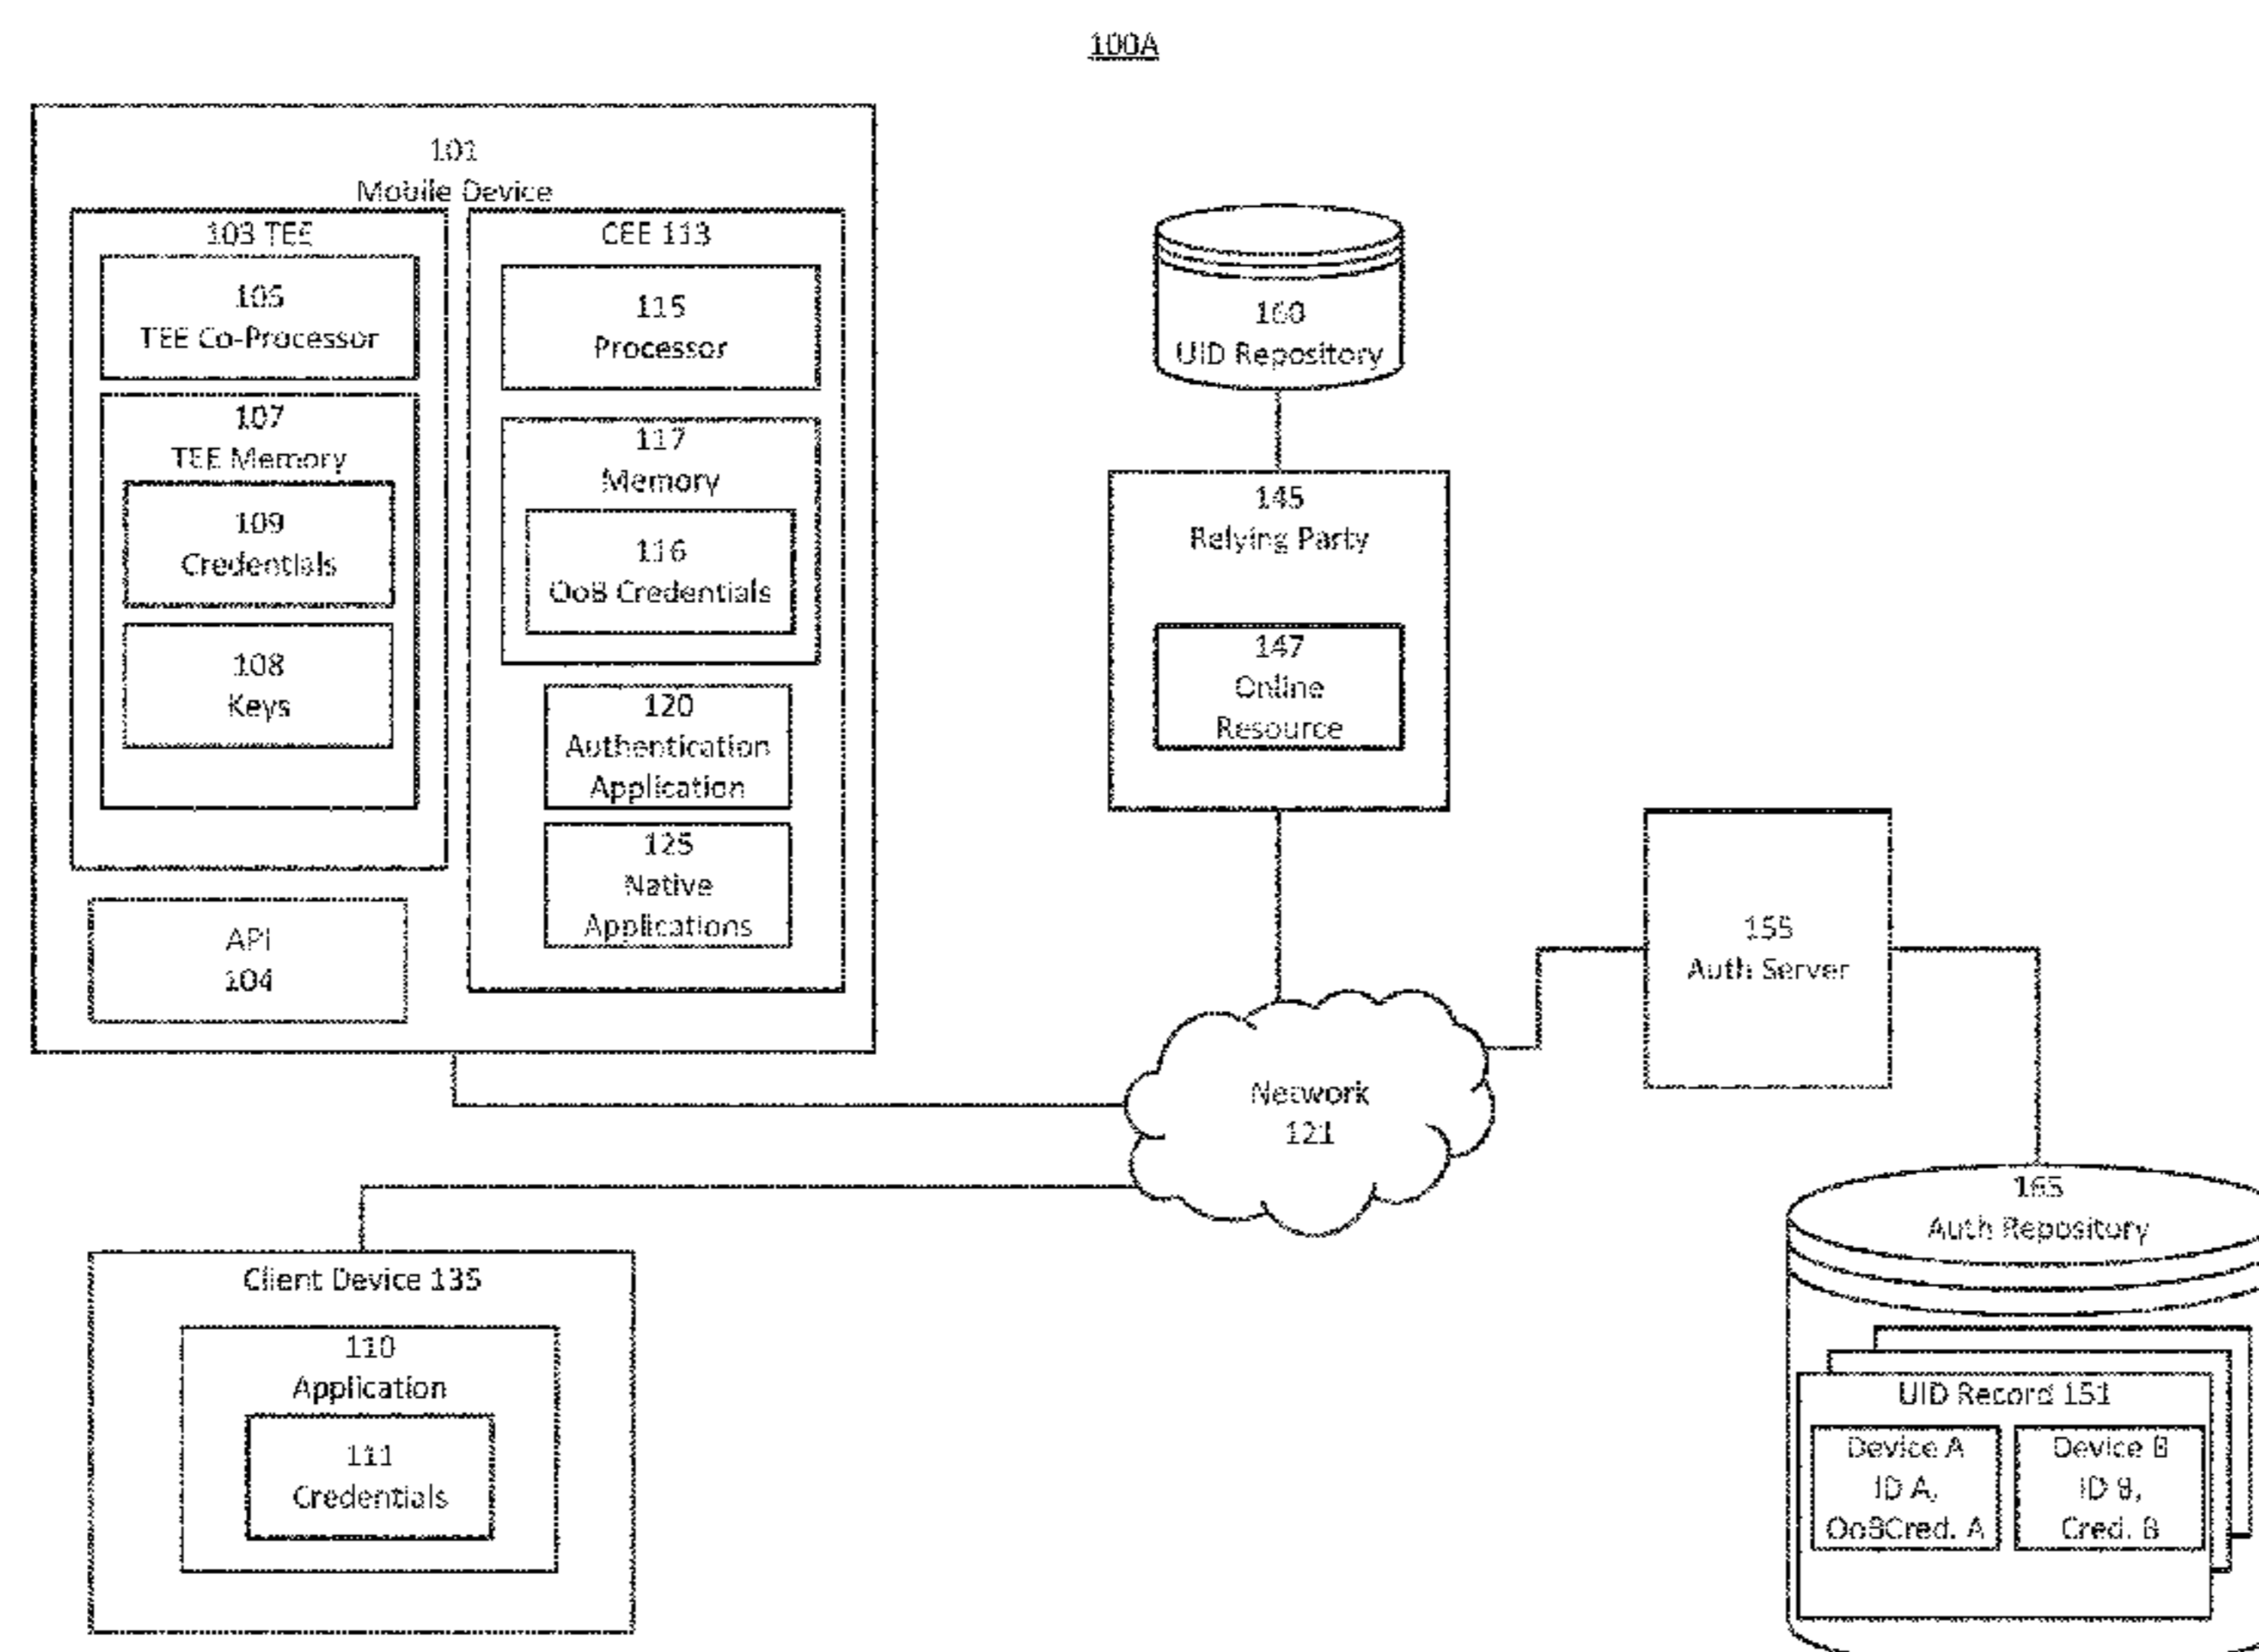 100A
101
Mobile Device
103 TEE
105
TEE Co-Processor
107
TEE Memory
109
Credentials
108
Keys
API
104
CEE 113
115
Processor
117
Memory
116
OoB Credentials
120
Authentication
Application
125
Native
Applications
160
UID Repository
145
Relying Party
147
Online
Resource
155
Auth Server
Network
121
Client Device 135
110
Application
111
Credentials
165
Auth Repository
UID Record 151
Device A
ID A,
OoBCred. A
Device B
ID B,
Cred. B